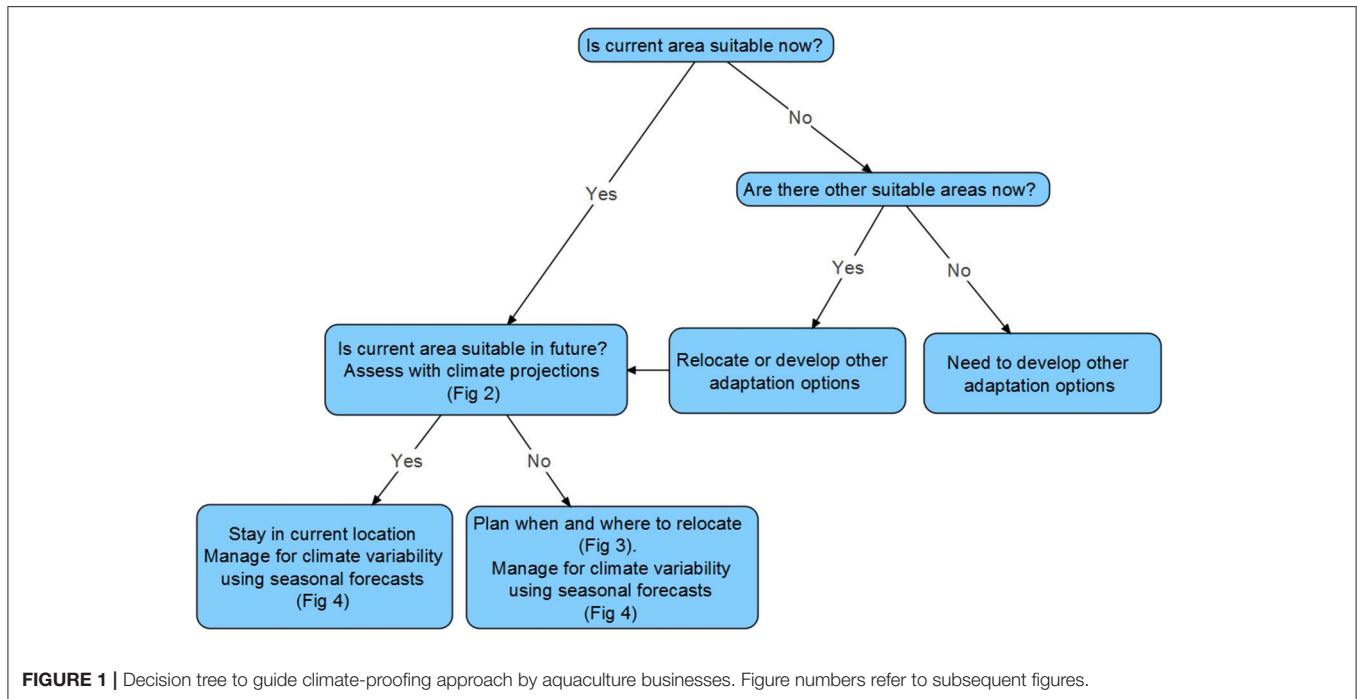 Is current area suitable now?
No
Are there other suitable areas now?
Yes
Yes
No
Is current area suitable in future?
Assess with climate projections
(Fig 2)
Relocate or develop other
adaptation options
Need to develop other
adaptation options
Yes
No
Stay in current location
Manage for climate variability
using seasonal forecasts
(Fig 4)
Plan when and where to relocate
(Fig 3).
Manage for climate variability
using seasonal forecasts
(Fig 4)
FIGURE 1 | Decision tree to guide climate-proofing approach by aquaculture businesses. Figure numbers refer to subsequent figures.